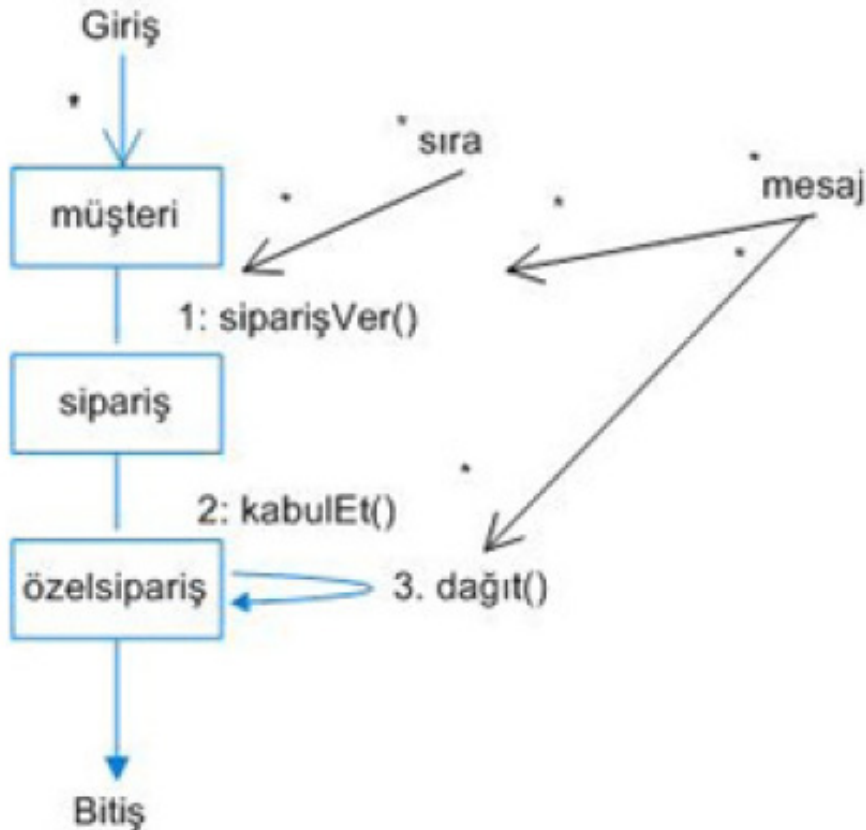 Giriş
sıra
mesaj
müşteri
1: siparişVer()
sipariş
2: kabulEt()
özelsipariş
3. dağıt()
Bitiş